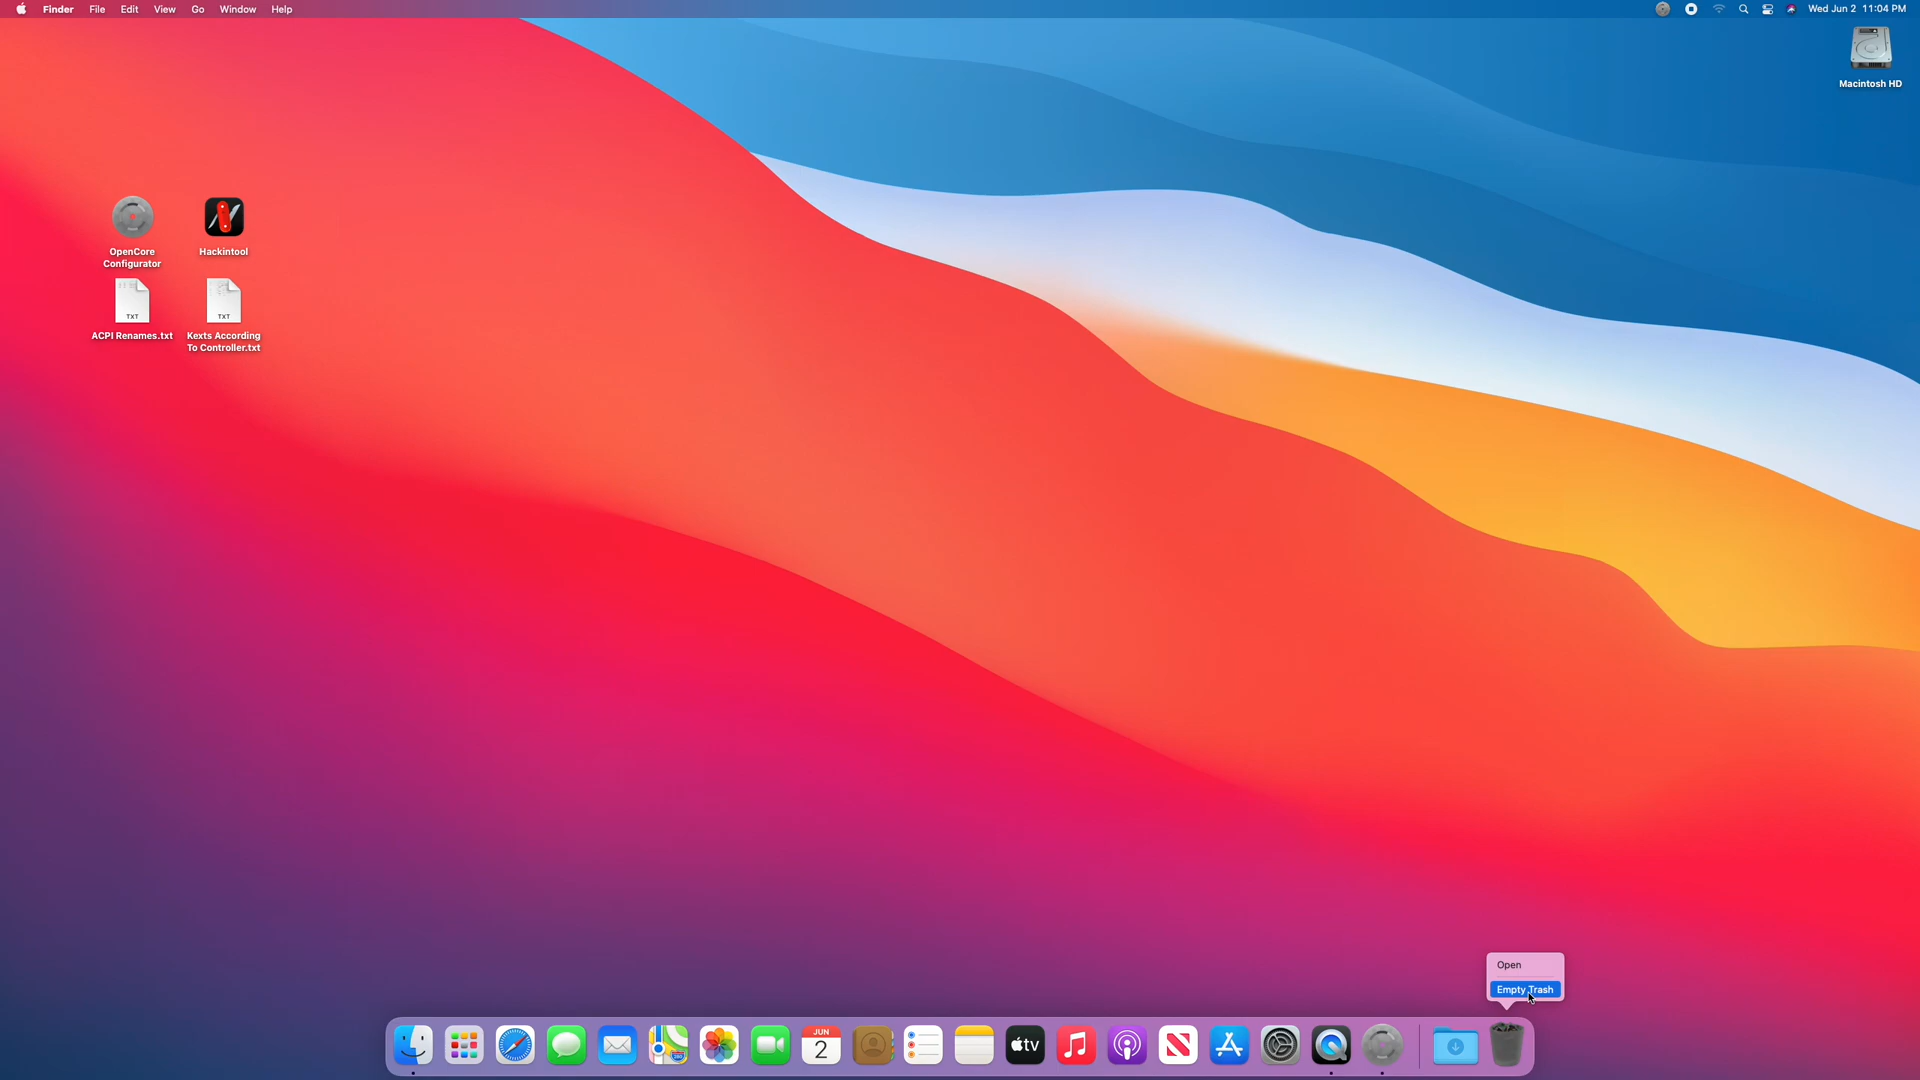 Finder File Edit View Go Window Help
Wed Jun 2 11:04 PM
Macintosh HD
OpenCore
Configurator
Hackintool
TXT
ACPI Renames.txt
TXT
Kexts According
To Controller.txt
Open
Empty Trash
JUN
2
tv